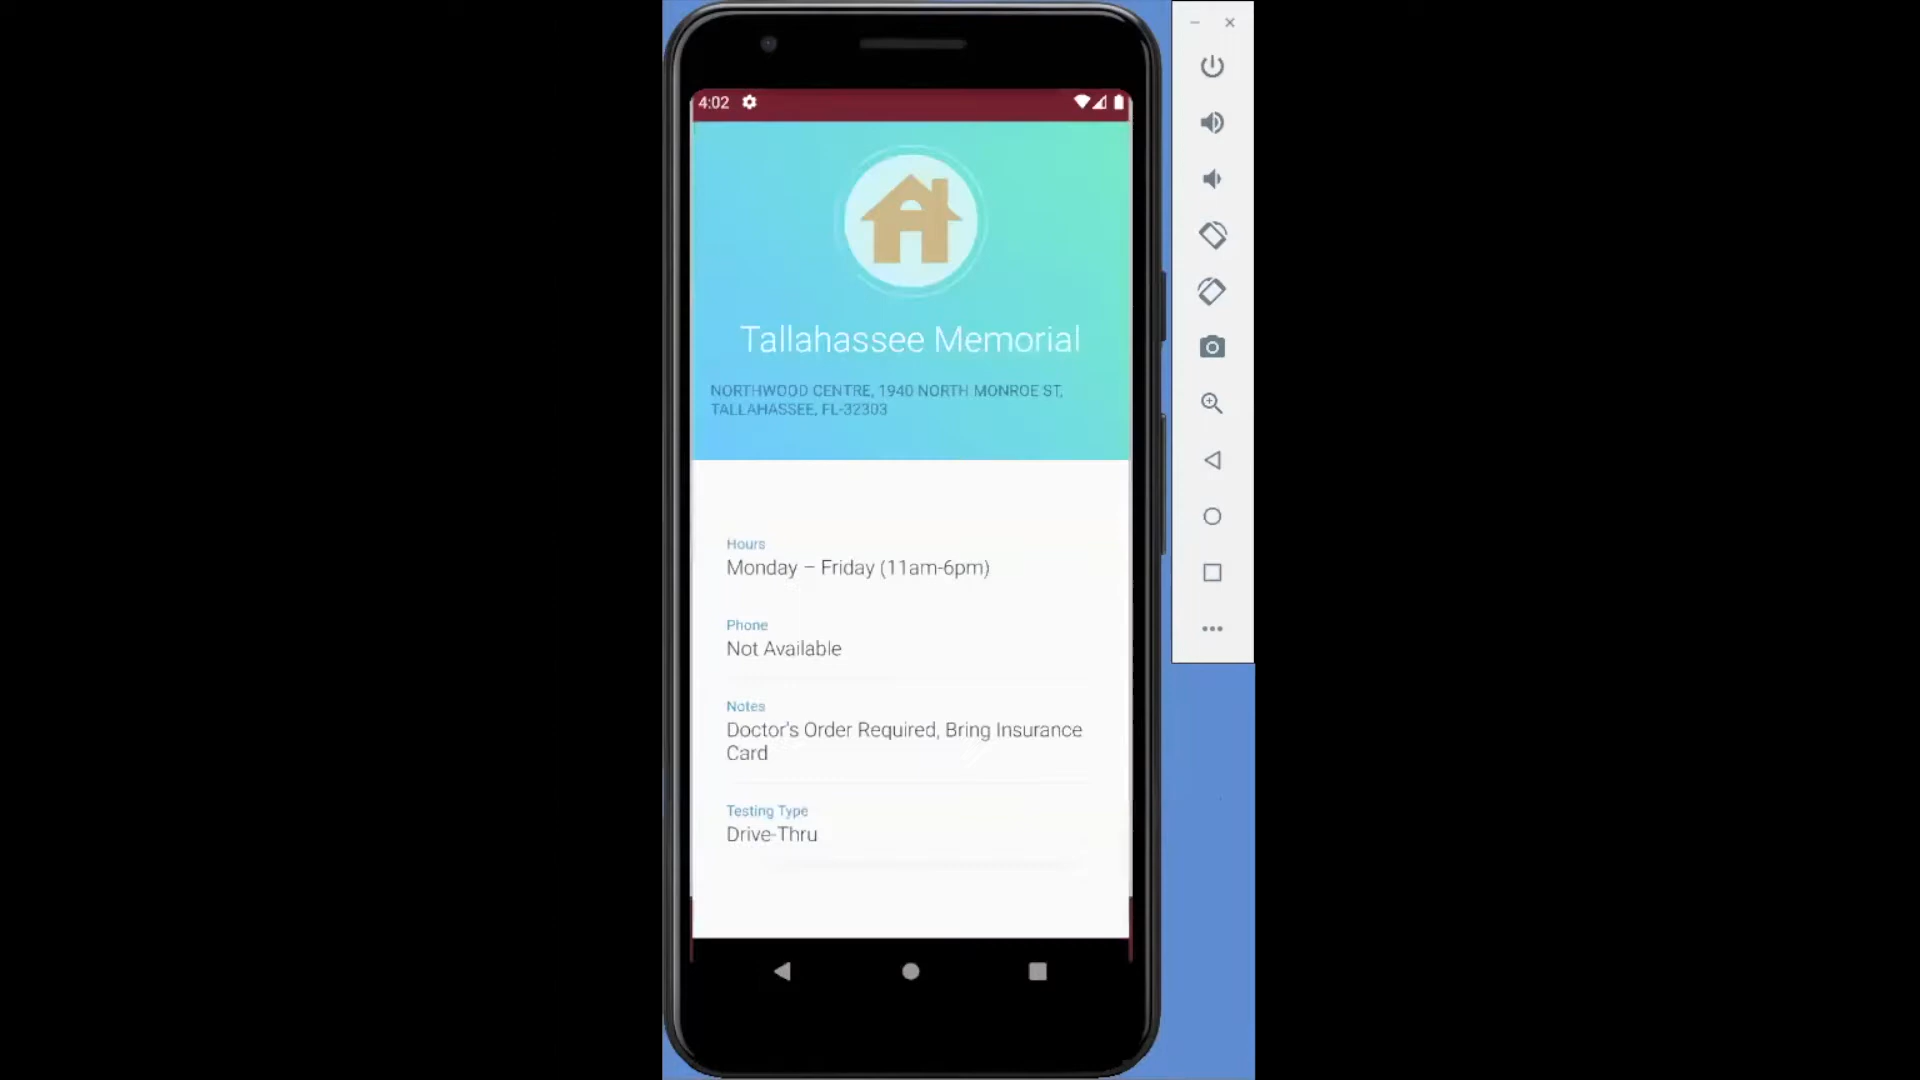 4:02
Tallahassee Memorial
NORTHWOOD CENTRE, 1940 NORTH MONROE ST,
TALLAHASSEE, FL-32303
Hours
Monday – Friday (11am-6pm)
Phone
Not Available
Notes
Doctor's Order Required, Bring Insurance
Card
Testing Type
Drive-Thru